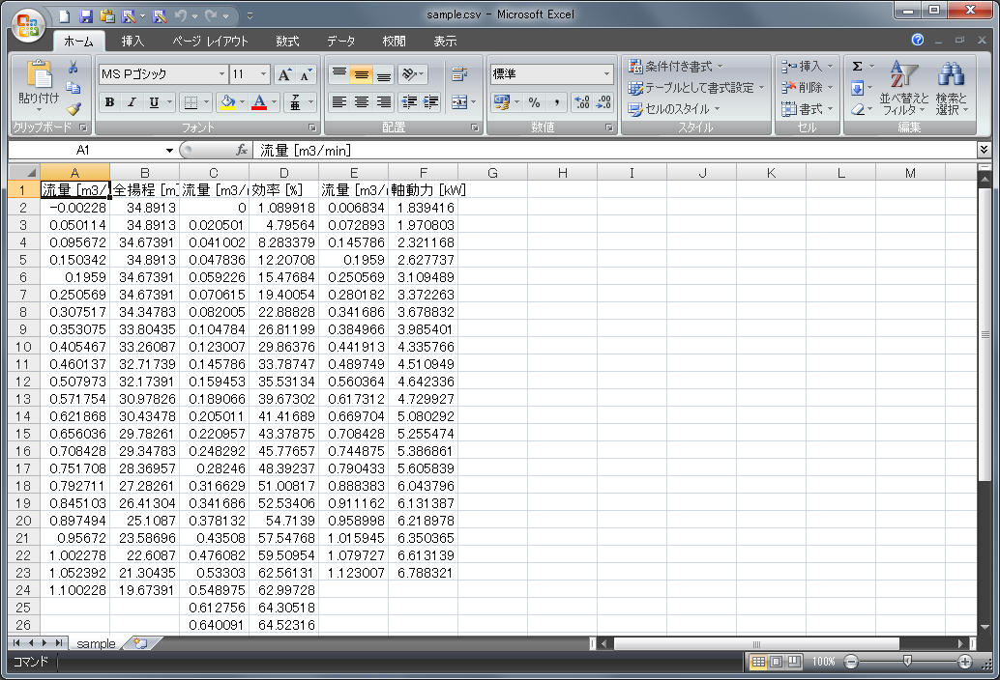 sample.csv - Microsoft Excel
ホーム 挿入 ページ レイアウト 数式 データ 校閲 表示
貼り付け
クリップボード
MS Pゴシック 11
B I U
フォント
配置
標準
% ,
数値
条件付き書式
テーブルとして書式設定
セルのスタイル
スタイル
挿入
削除
書式
セル
Σ
並べ替えと
フィルタ
検索と
選択
編集
A1 fx 流量 [m3/min]
A B C D E F G H I J K L M
1 流量 [m3/ 全揚程 [m] 流量 [m3/ 効率 [%] 流量 [m3/ 軸動力 [kW]
2 -0.00228 34.8913 0 1.089918 0.006834 1.839416
3 0.050114 34.8913 0.020501 4.79564 0.072893 1.970803
4 0.095672 34.67391 0.041002 8.283379 0.145786 2.321168
5 0.150342 34.8913 0.047836 12.20708 0.1959 2.627737
6 0.1959 34.67391 0.059226 15.47684 0.250569 3.109489
7 0.250569 34.67391 0.070615 19.40054 0.280182 3.372263
8 0.307517 34.34783 0.082005 22.88828 0.341686 3.678832
9 0.353075 33.80435 0.104784 26.81199 0.384966 3.985401
10 0.405467 33.26087 0.123007 29.86376 0.441913 4.335766
11 0.460137 32.71739 0.145786 33.78747 0.489749 4.510949
12 0.507973 32.17391 0.159453 35.53134 0.560364 4.642336
13 0.571754 30.97826 0.189066 39.67302 0.617312 4.729927
14 0.621868 30.43478 0.205011 41.41689 0.669704 5.080292
15 0.656036 29.78261 0.220957 43.37875 0.708428 5.255474
16 0.708428 29.34783 0.248292 45.77657 0.744875 5.386861
17 0.751708 28.36957 0.28246 48.39237 0.790433 5.605839
18 0.792711 27.28261 0.316629 51.00817 0.888383 6.043796
19 0.845103 26.41304 0.341686 52.53406 0.911162 6.131387
20 0.897494 25.1087 0.378132 54.7139 0.958998 6.218978
21 0.95672 23.58696 0.43508 57.54768 1.015945 6.350365
22 1.002278 22.6087 0.476082 59.50954 1.079727 6.613139
23 1.052392 21.30435 0.53303 62.56131 1.123007 6.788321
24 1.100228 19.67391 0.548975 62.99728
25 0.612756 64.30518
26 0.640091 64.52316
sample
コマンド 100%